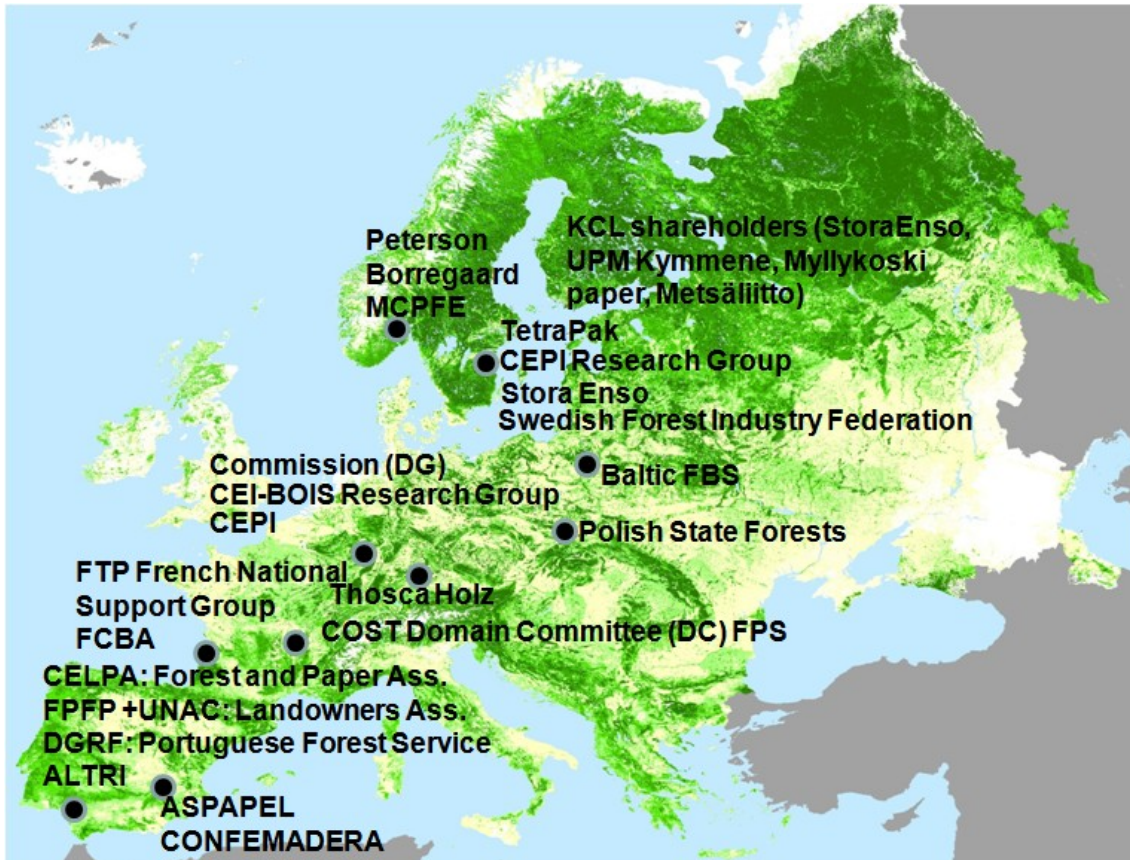 Peterson
Borregaard
MCPFE
KCL shareholders (StoraEnso,
UPM Kymmene, Myllykoski
paper, Metsäliitto)
TetraPak
CEPI Research Group
Stora Enso
Swedish Forest Industry Federation
Baltic FBS
Commission (DG)
CEI-BOIS Research Group
CEPI
Polish State Forests
FTP French National
Support Group
FCBA
Thosca Holz
COST Domain Committee (DC) FPS
CELPA: Forest and Paper Ass.
FPFP +UNAC: Landowners Ass.
DGRF: Portuguese Forest Service
ALTRI
ASPAPEL
CONFEMADERA